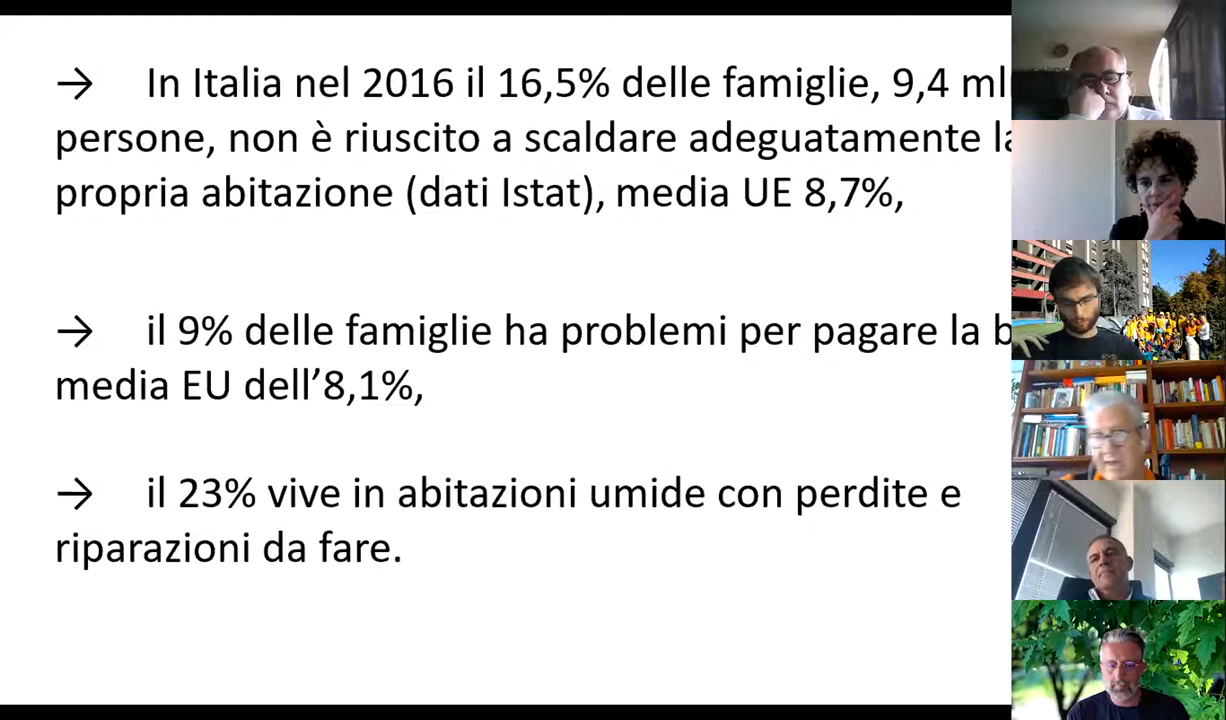 → In Italia nel 2016 il 16,5% delle famiglie, 9,4
persone, non è riuscito a scaldare adeguatamente
propria abitazione (dati Istat), media UE 8,7%,
→ il 9% delle famiglie ha problemi per pagare la
media EU dell’8,1%,
→ il 23% vive in abitazioni umide con perdite e
riparazioni da fare.